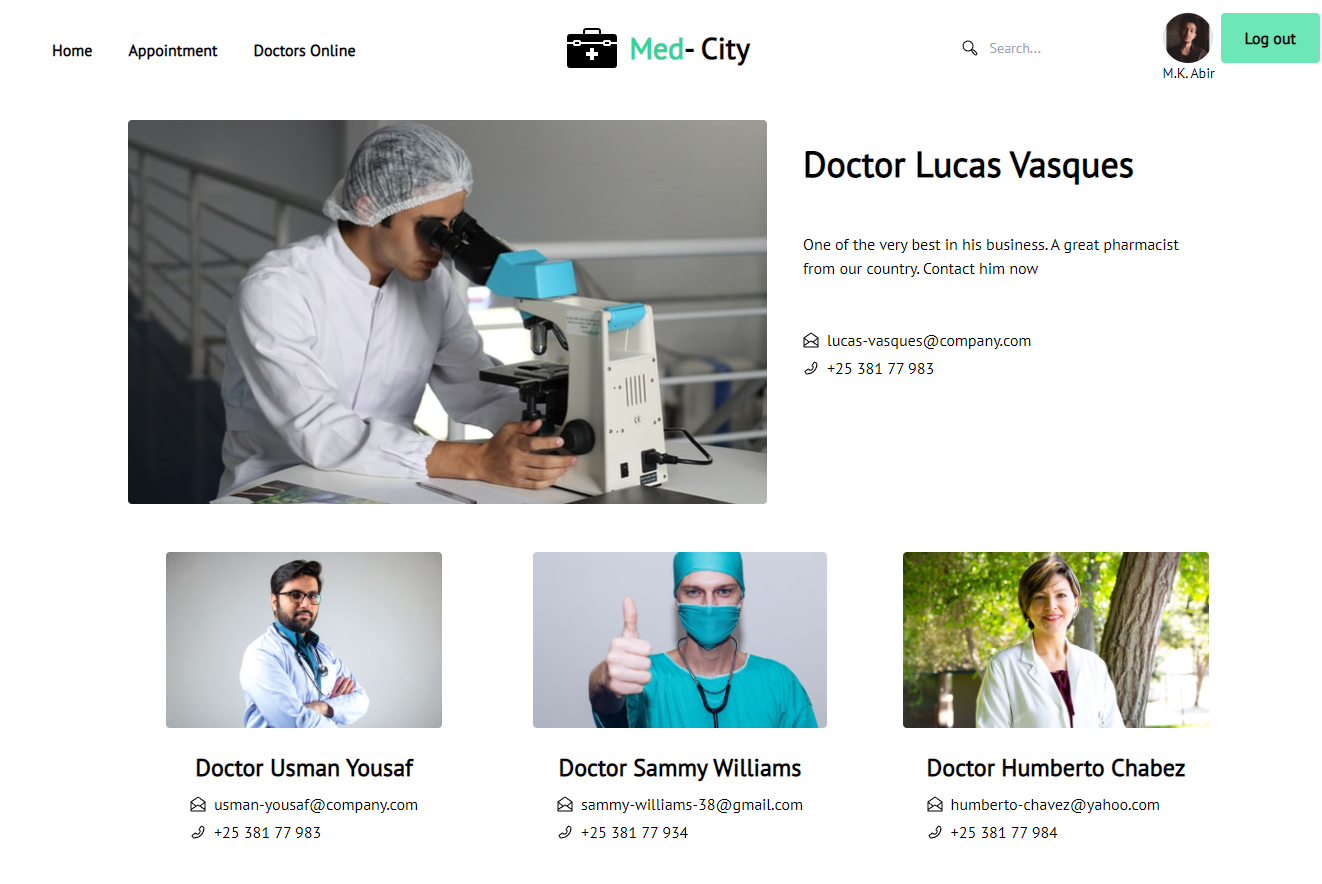 Home
Appointment
Doctors Online
Med- City
Search...
M.K. Abir
Log out
Doctor Lucas Vasques
One of the very best in his business. A great pharmacist
from our country. Contact him now
lucas-vasques@company.com
+25 381 77 983
Doctor Usman Yousaf
usman-yousaf@company.com
+25 381 77 983
Doctor Sammy Williams
sammy-williams-38@gmail.com
+25 381 77 934
Doctor Humberto Chabez
humberto-chavez@yahoo.com
+25 381 77 984